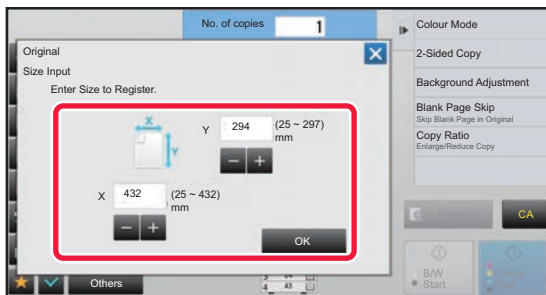 No. of copies
1
Original
Size Input
Enter Size to Register.
X
Y
Y
294
(25 ~ 297)
mm
X
432
(25 ~ 432)
mm
OK
Others
Colour Mode
2-Sided Copy
Background Adjustment
Blank Page Skip
Skip Blank Page in Original
Copy Ratio
Enlarge/Reduce Copy
CA
B/W
Start
4 A3